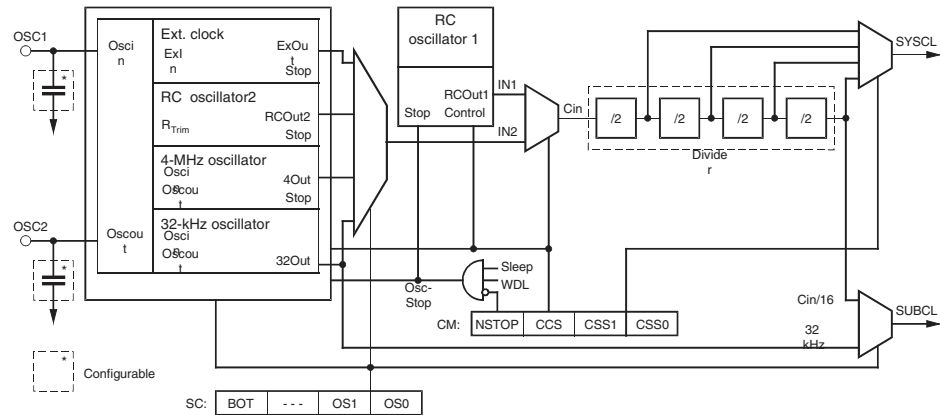 OSC1
Osci
n
Ext. clock
ExI
n
ExOu
t
Stop
RC oscillator2
RTrim
RCOut2
Stop
4-MHz oscillator
Osci
n
Oscou
t
4Out
Stop
32-kHz oscillator
Osci
n
Oscou
t
32Out
OSC2
Oscou
t
*
*
*
Configurable
RC
oscillator 1
RCOut1
Stop Control
IN1
IN2
Cin
/2 /2 /2 /2
Divide
r
SYSCL
Osc-
Stop
Sleep
WDL
CM: NSTOP CCS CSS1 CSS0
Cin/16
32
kHz
SUBCL
SC: BOT - - - OS1 OS0